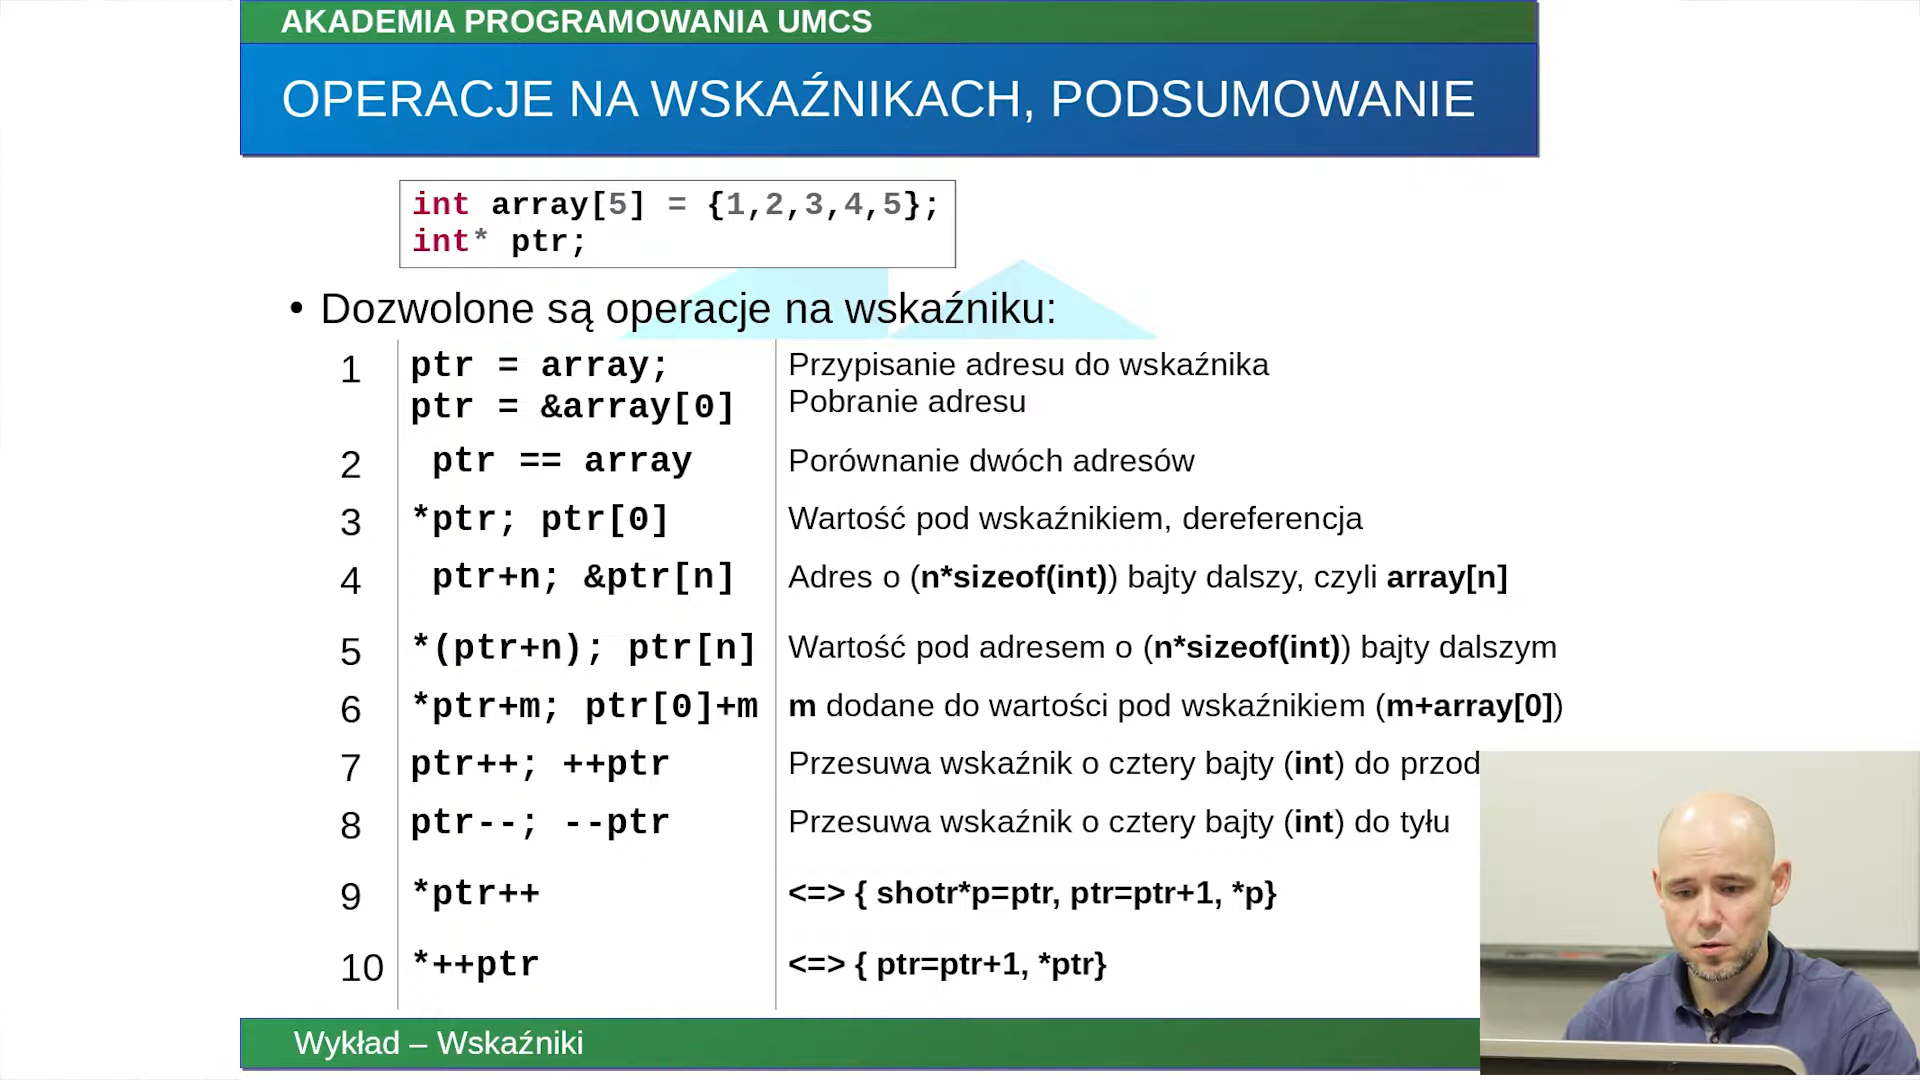 AKADEMIA PROGRAMOWANIA UMCS
OPERACJE NA WSKAŹNIKACH, PODSUMOWANIE
int array[5] = {1,2,3,4,5};
int* ptr;
• Dozwolone są operacje na wskaźniku:
1 ptr = array; Przypisanie adresu do wskaźnika
ptr = &array[0] Pobranie adresu
2 ptr == array Porównanie dwóch adresów
3 *ptr; ptr[0] Wartość pod wskaźnikiem, dereferencja
4 ptr+n; &ptr[n] Adres o (n*sizeof(int)) bajty dalszy, czyli array[n]
5 *(ptr+n); ptr[n] Wartość pod adresem o (n*sizeof(int)) bajty dalszym
6 *ptr+m; ptr[0]+m m dodane do wartości pod wskaźnikiem (m+array[0])
7 ptr++; ++ptr Przesuwa wskaźnik o cztery bajty (int) do przod
8 ptr--; --ptr Przesuwa wskaźnik o cztery bajty (int) do tyłu
9 *ptr++ <=> { shotr*p=ptr, ptr=ptr+1, *p}
10 *++ptr <=> { ptr=ptr+1, *ptr}
Wykład – Wskaźniki